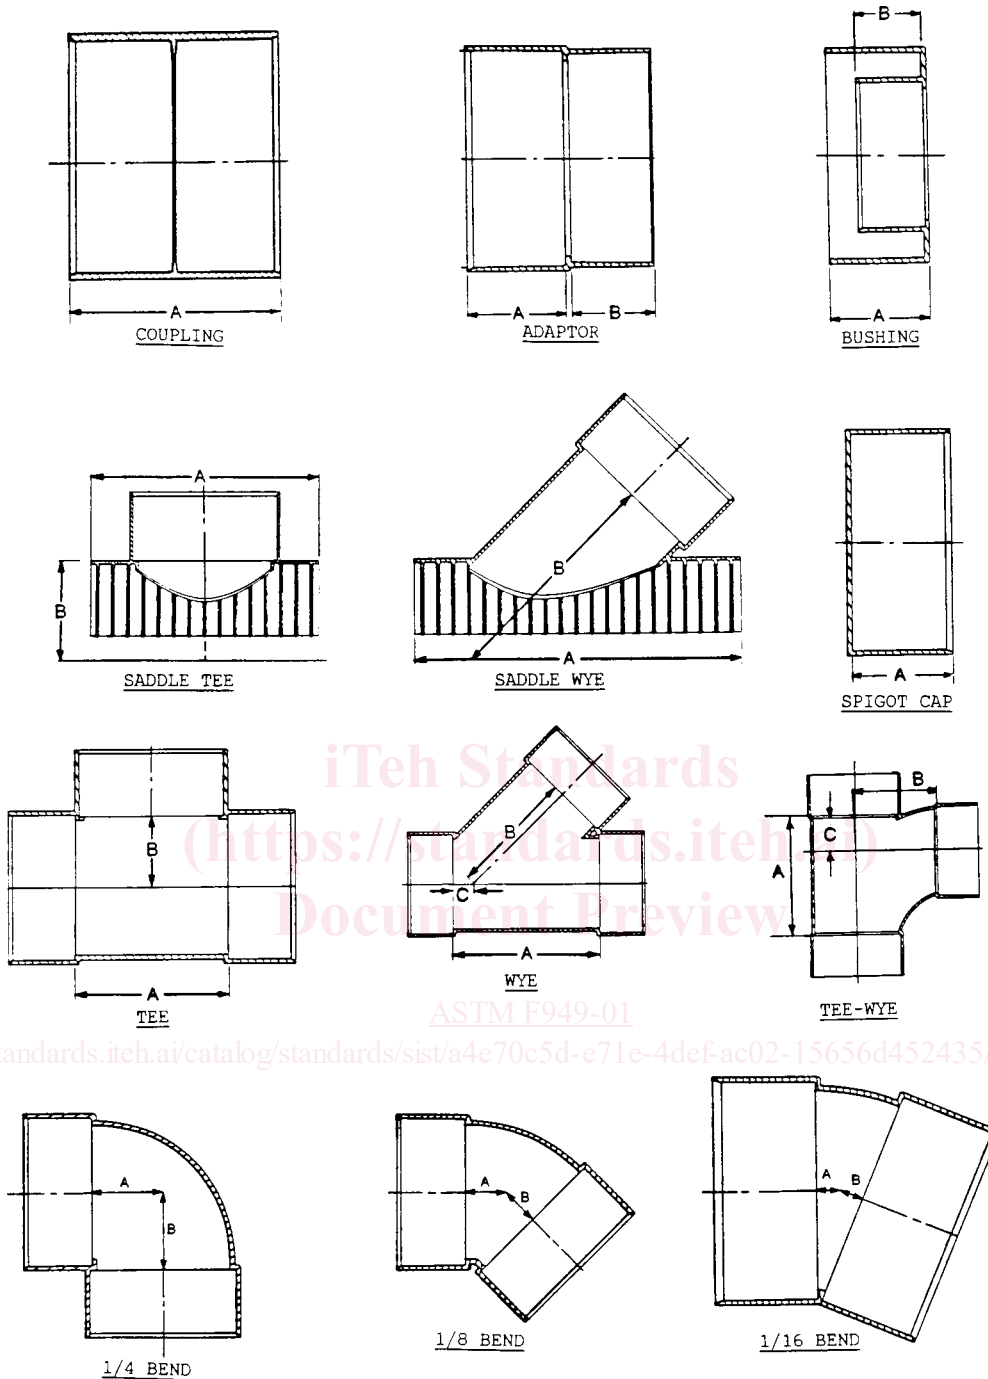 B
A
COUPLING
A B
ADAPTOR
A
BUSHING
A
B
SADDLE TEE
B
A
SADDLE WYE
A
SPIGOT CAP
iTeh Standards
(https://standards.iteh.ai)
Document Preview
B
A
TEE
B
C
A
WYE
B
C
A
TEE-WYE
ASTM F949-01
tandards.iteh.ai/catalog/standards/sist/a4e70c5d-e71e-4def-ac02-15656d452435/
A
B
1/4 BEND
A
B
1/8 BEND
A B
1/16 BEND